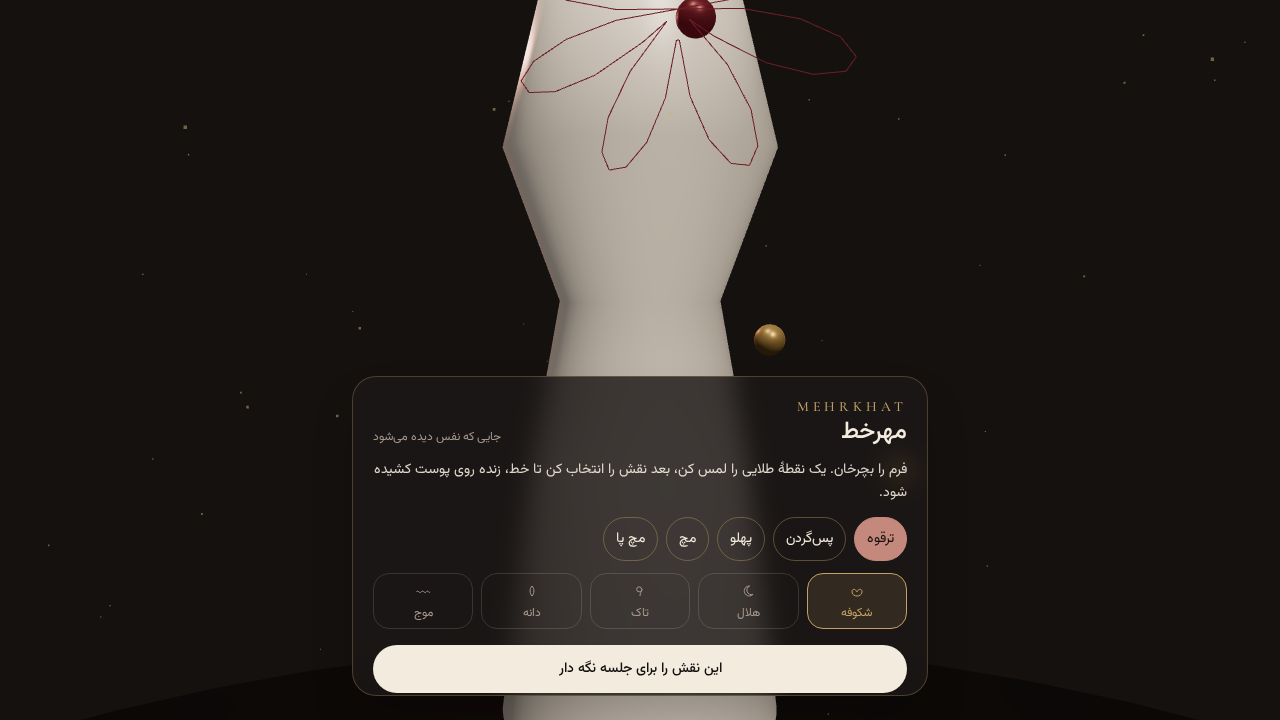 MEHRKHAT
مهرخط
جایی که نفس دیده می‌شود
فرم را بچرخان. یک نقطهٔ طلایی را لمس کن، بعد نقش را انتخاب کن تا خط، زنده روی پوست کشیده
شود.
ترقوه
پس‌گردن
پهلو
مچ
مچ پا
شکوفه
هلال
تاک
دانه
موج
این نقش را برای جلسه نگه دار